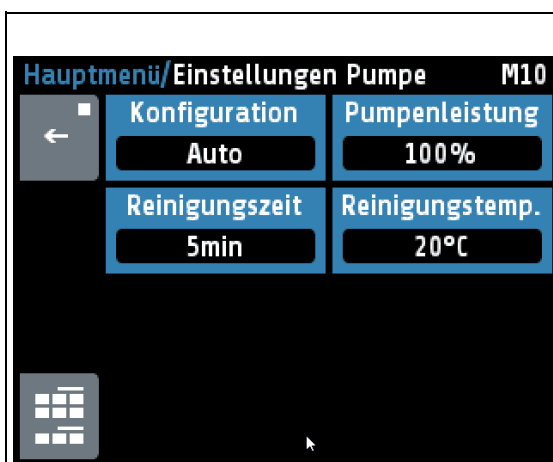 Hauptmenü/Einstellungen Pumpe M10
Konfiguration Pumpenleistung
Auto 100%
Reinigungszeit Reinigungstemp.
5min 20°C